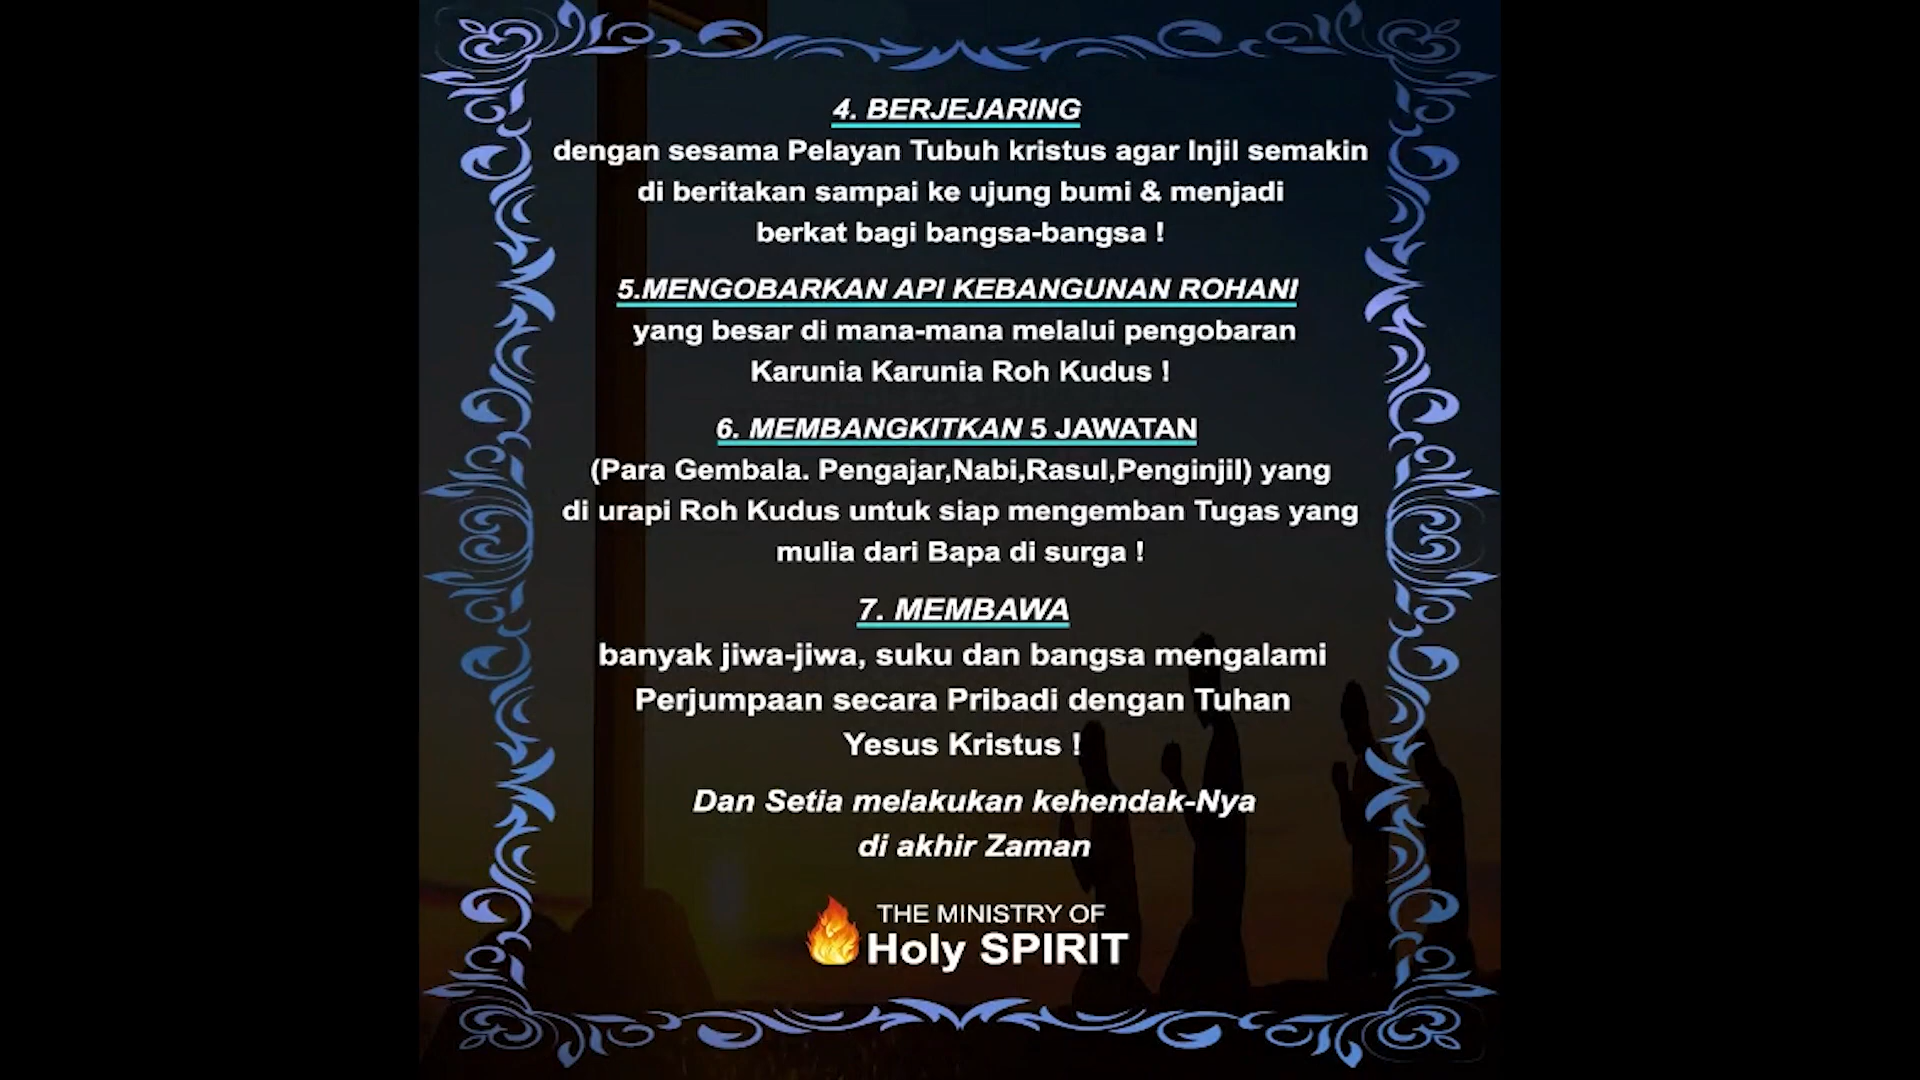 4. BERJEJARING
dengan sesama Pelayan Tubuh kristus agar Injil semakin
di beritakan sampai ke ujung bumi & menjadi
berkat bagi bangsa-bangsa !
5.MENGOBARKAN API KEBANGUNAN ROHANI
yang besar di mana-mana melalui pengobaran
Karunia Karunia Roh Kudus !
6. MEMBANGKITKAN 5 JAWATAN
(Para Gembala. Pengajar,Nabi,Rasul,Penginjil) yang
di urapi Roh Kudus untuk siap mengemban Tugas yang
mulia dari Bapa di surga !
7. MEMBAWA
banyak jiwa-jiwa, suku dan bangsa mengalami
Perjumpaan secara Pribadi dengan Tuhan
Yesus Kristus !
Dan Setia melakukan kehendak-Nya
di akhir Zaman
THE MINISTRY OF
Holy SPIRIT